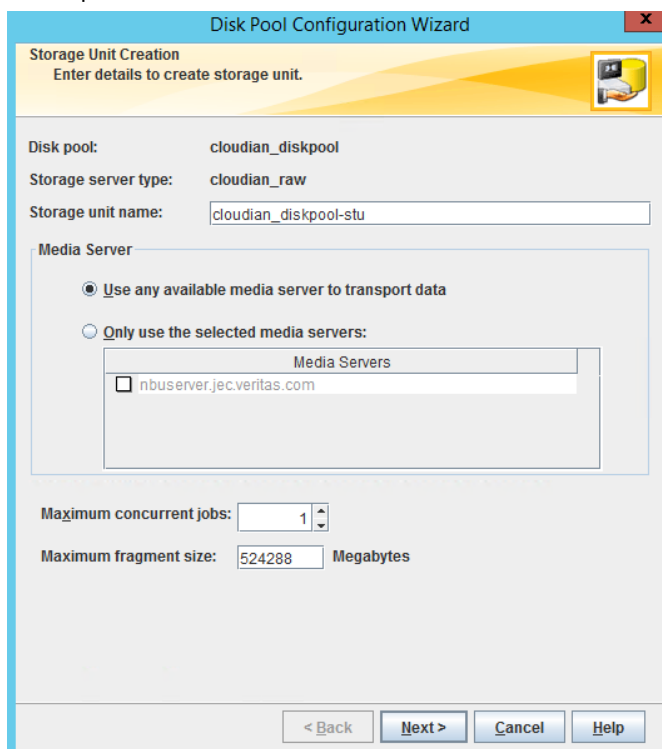 Disk Pool Configuration Wizard
x
Storage Unit Creation
Enter details to create storage unit.
Disk pool: cloudian_diskpool
Storage server type: cloudian_raw
Storage unit name: cloudian_diskpool-stu
Media Server
Use any available media server to transport data
Only use the selected media servers:
Media Servers
nbuserver.jec.veritas.com
Maximum concurrent jobs: 1
Maximum fragment size: 524288 Megabytes
< Back Next > Cancel Help